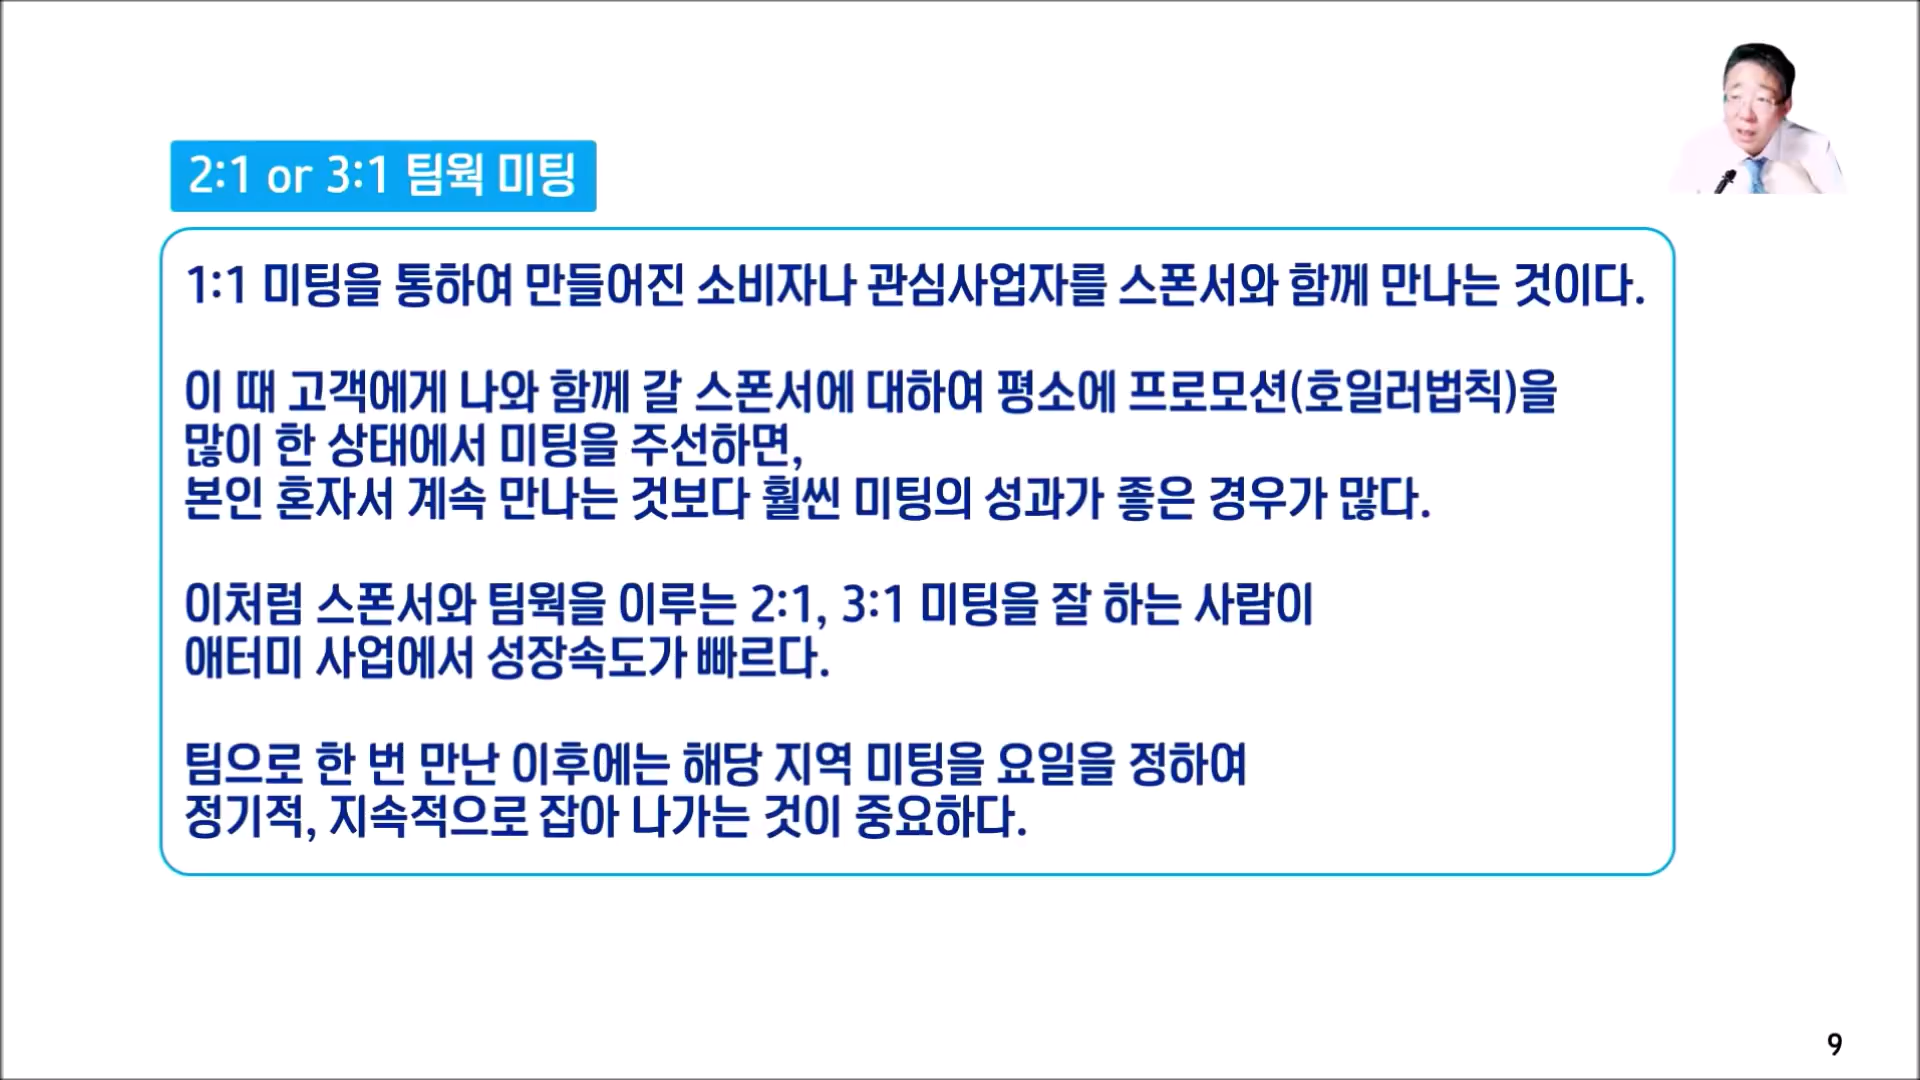 2:1 or 3:1 팀웍 미팅
1:1 미팅을 통하여 만들어진 소비자나 관심사업자를 스폰서와 함께 만나는 것이다.
이 때 고객에게 나와 함께 갈 스폰서에 대하여 평소에 프로모션(호일러법칙)을
많이 한 상태에서 미팅을 주선하면,
본인 혼자서 계속 만나는 것보다 훨씬 미팅의 성과가 좋은 경우가 많다.
이처럼 스폰서와 팀웍을 이루는 2:1, 3:1 미팅을 잘 하는 사람이
애터미 사업에서 성장속도가 빠르다.
팀으로 한 번 만난 이후에는 해당 지역 미팅을 요일을 정하여
정기적, 지속적으로 잡아 나가는 것이 중요하다.
9